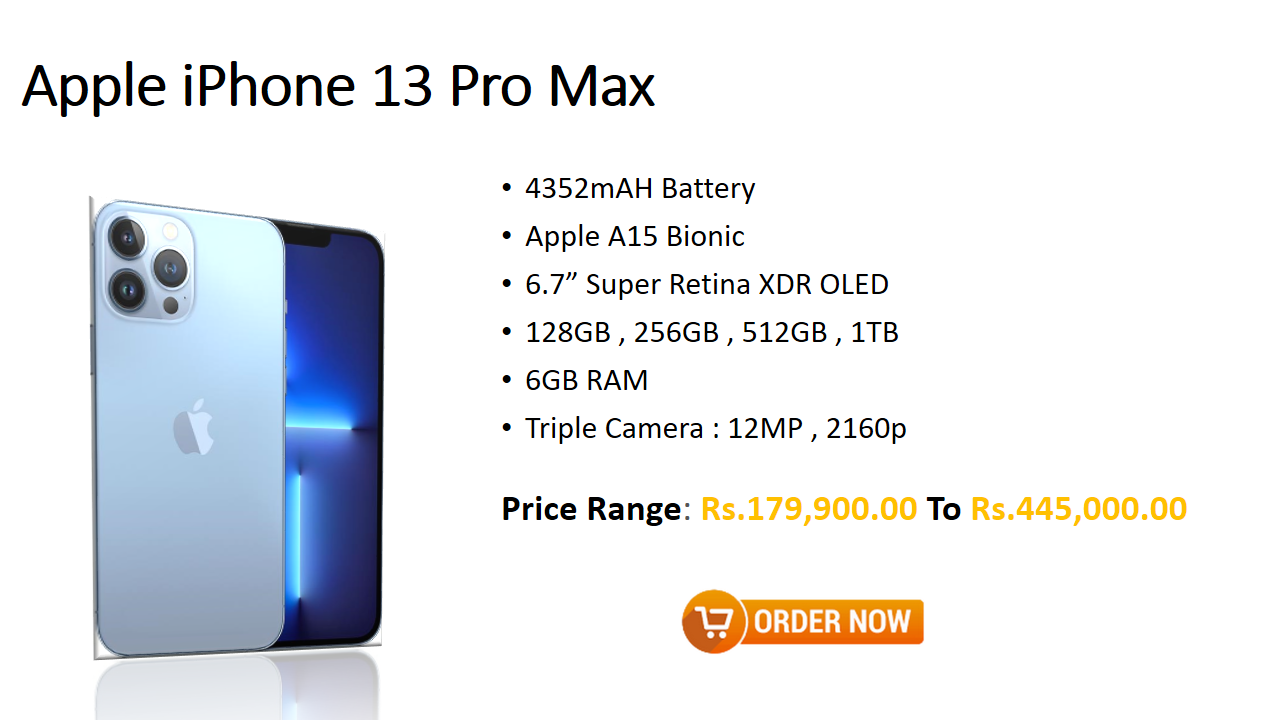 Apple iPhone 13 Pro Max
• 4352mAH Battery
• Apple A15 Bionic
• 6.7” Super Retina XDR OLED
• 128GB , 256GB , 512GB , 1TB
• 6GB RAM
• Triple Camera : 12MP , 2160p
Price Range: Rs.179,900.00 To Rs.445,000.00
ORDER NOW